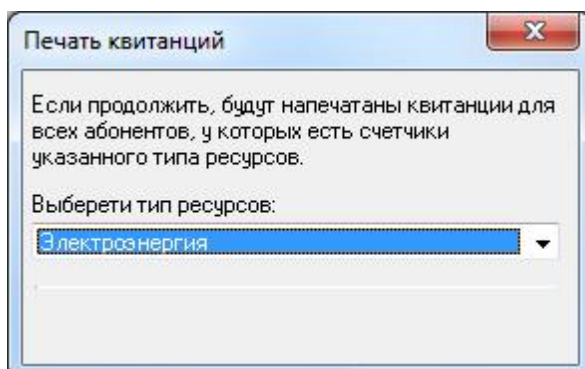 Печать квитанций
Если продолжить, будут напечатаны квитанции для
всех абонентов, у которых есть счетчики
указанного типа ресурсов.
Выберети тип ресурсов:
Электроэнергия